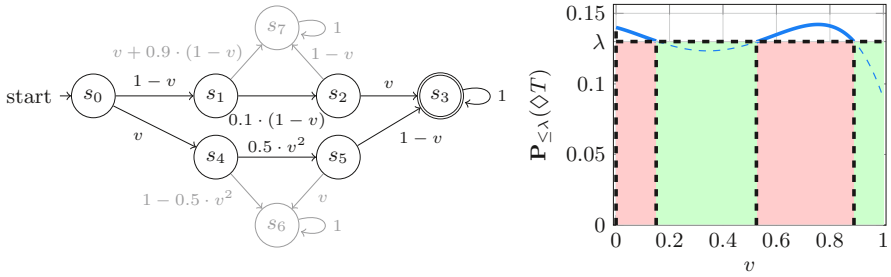 s₇
1
v + 0.9 · (1 − v)
1 − v
start
s₀
1 − v
s₁
s₂
v
s₃
1
0.1 · (1 − v)
v
s₄
0.5 · v²
s₅
1 − v
1 − 0.5 · v²
v
s₆
1
P≤λ(◇T)
0.15
λ
0.1
0.05
0
0 0.2 0.4 0.6 0.8 1
v